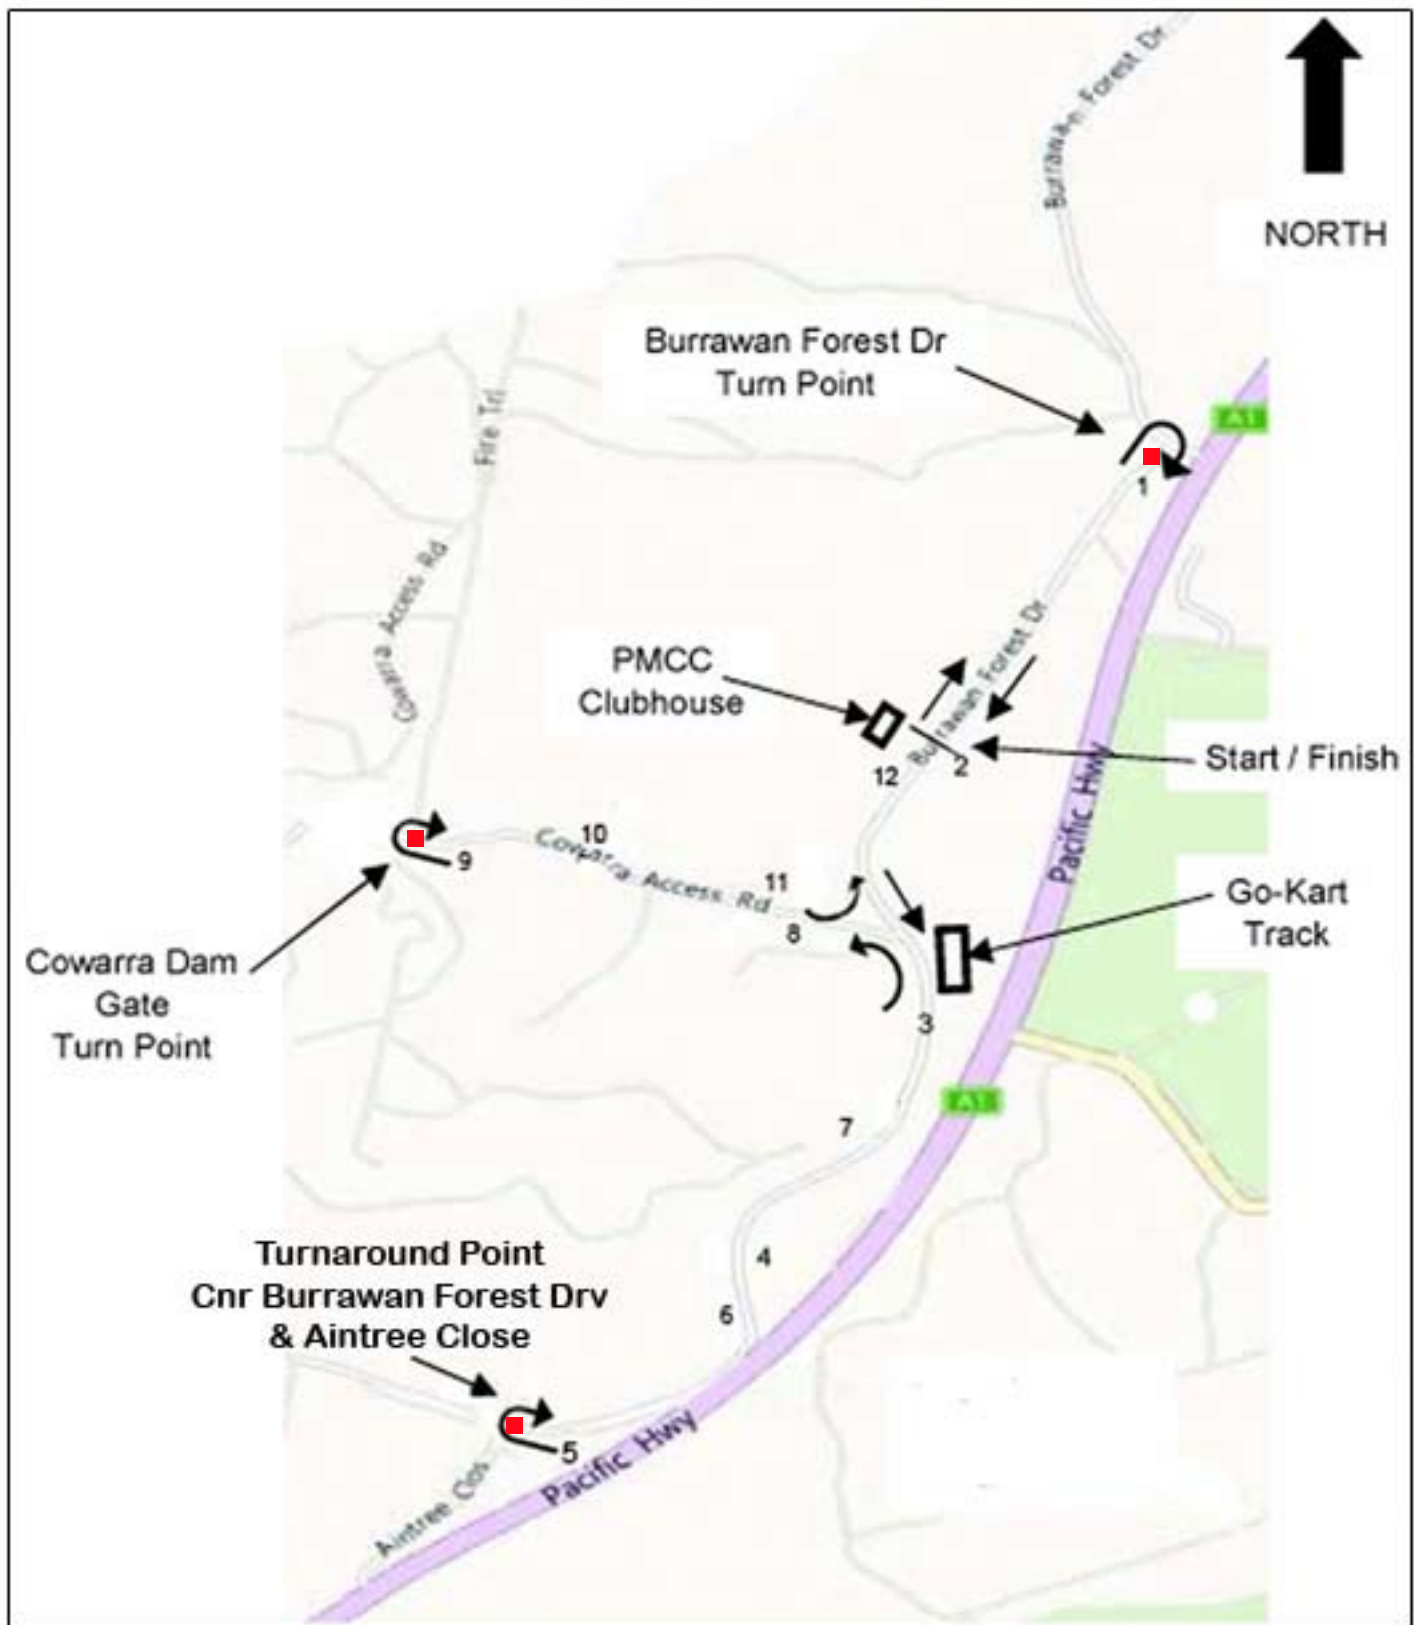 Burrawan Forest Dr
NORTH
Burrawan Forest Dr
Turn Point
A1
Fire Trl
1
Cowarra Access Rd
Burrawan Forest Dr
PMCC
Clubhouse
Start / Finish
2
12
Pacific Hwy
10
9
Cowarra Access Rd
11
8
Go-Kart
Track
Cowarra Dam
Gate
Turn Point
3
A1
7
4
Turnaround Point
Cnr Burrawan Forest Drv
& Aintree Close
6
5
Pacific Hwy
Aintree Clos